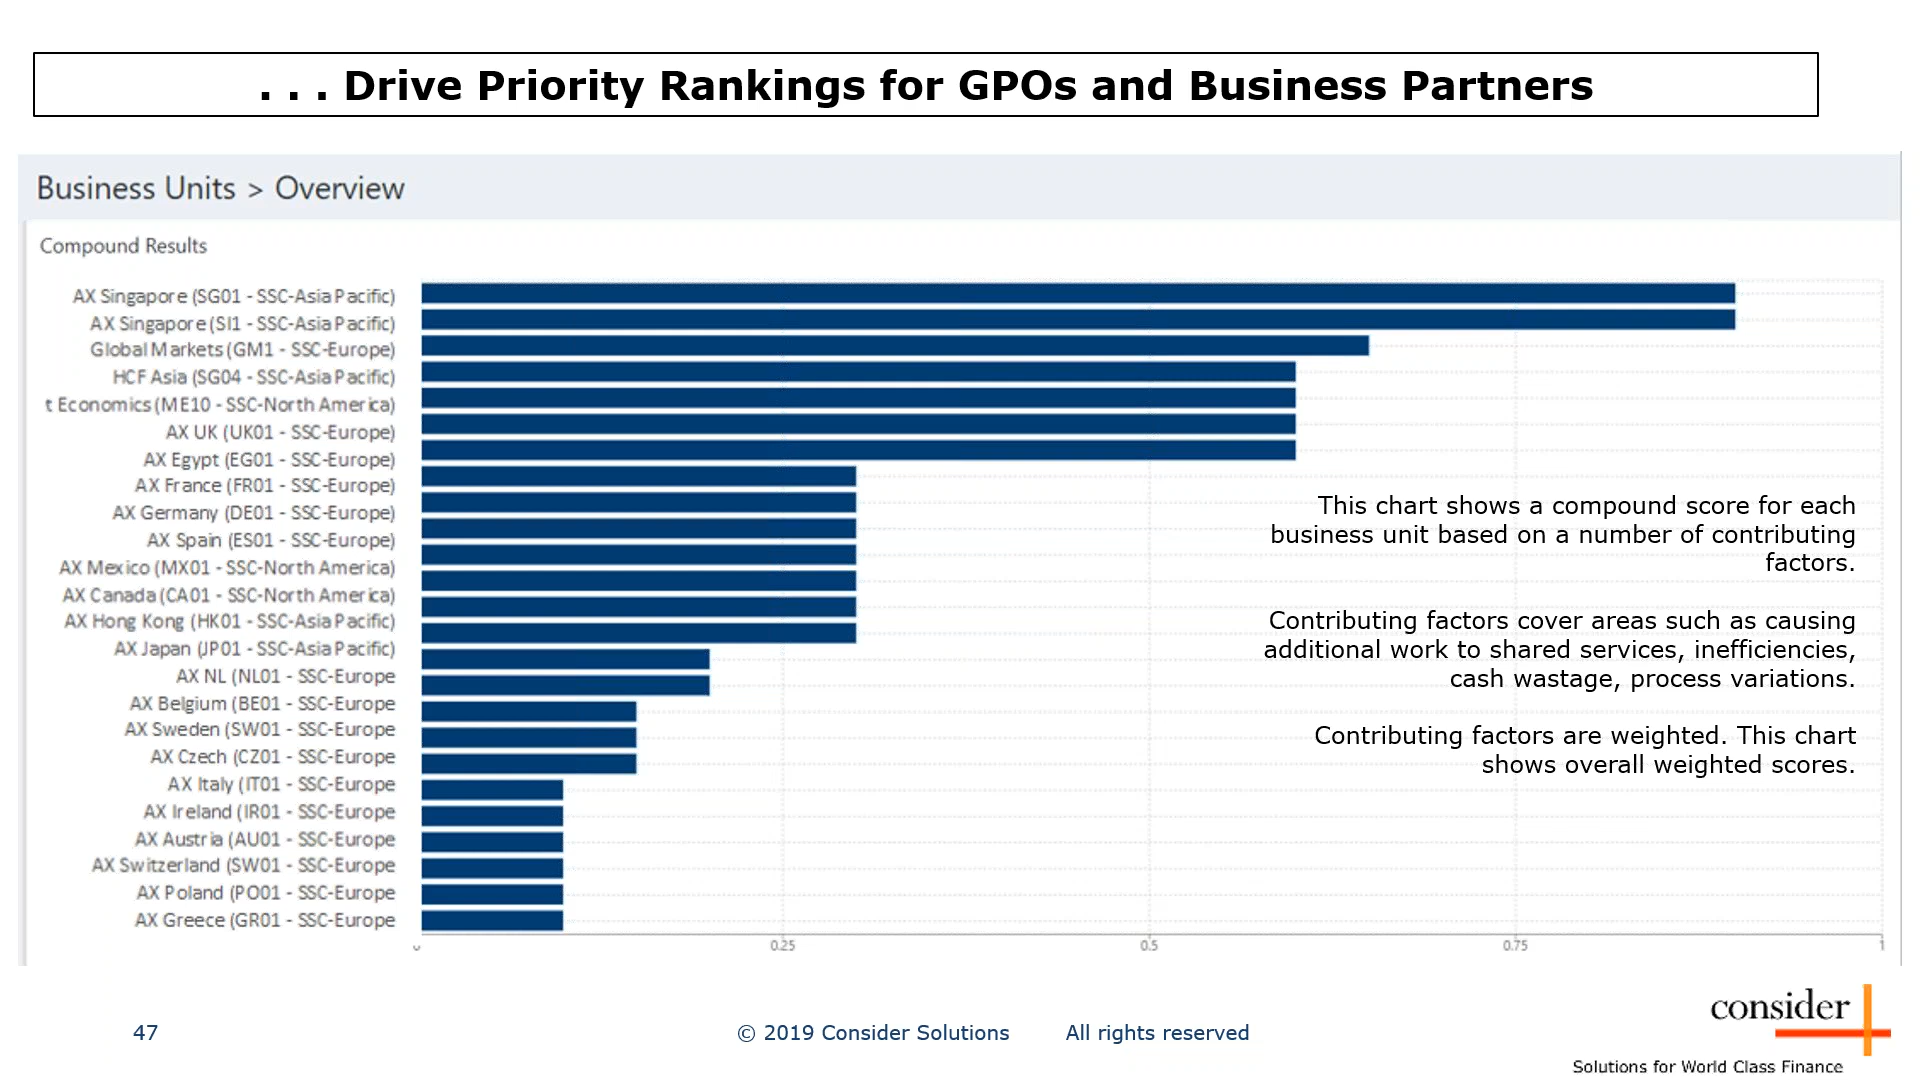 . . . Drive Priority Rankings for GPOs and Business Partners
Business Units > Overview
Compound Results
AX Singapore (SG01 - SSC-Asia Pacific)
AX Singapore (SI1 - SSC-Asia Pacific)
Global Markets (GM1 - SSC-Europe)
HCF Asia (SG04 - SSC-Asia Pacific)
t Economics (ME10 - SSC-North America)
AX UK (UK01 - SSC-Europe)
AX Egypt (EG01 - SSC-Europe)
AX France (FR01 - SSC-Europe)
AX Germany (DE01 - SSC-Europe)
AX Spain (ES01 - SSC-Europe)
AX Mexico (MX01 - SSC-North America)
AX Canada (CA01 - SSC-North America)
AX Hong Kong (HK01 - SSC-Asia Pacific)
AX Japan (JP01 - SSC-Asia Pacific)
AX NL (NL01 - SSC-Europe
AX Belgium (BE01 - SSC-Europe
AX Sweden (SW01 - SSC-Europe
AX Czech (CZ01 - SSC-Europe
AX Italy (IT01 - SSC-Europe
AX Ireland (IR01 - SSC-Europe
AX Austria (AU01 - SSC-Europe
AX Switzerland (SW01 - SSC-Europe
AX Poland (PO01 - SSC-Europe
AX Greece (GR01 - SSC-Europe
0 0.25 0.5 0.75 1
This chart shows a compound score for each
business unit based on a number of contributing
factors.
Contributing factors cover areas such as causing
additional work to shared services, inefficiencies,
cash wastage, process variations.
Contributing factors are weighted. This chart
shows overall weighted scores.
47
© 2019 Consider Solutions All rights reserved
consider
Solutions for World Class Finance